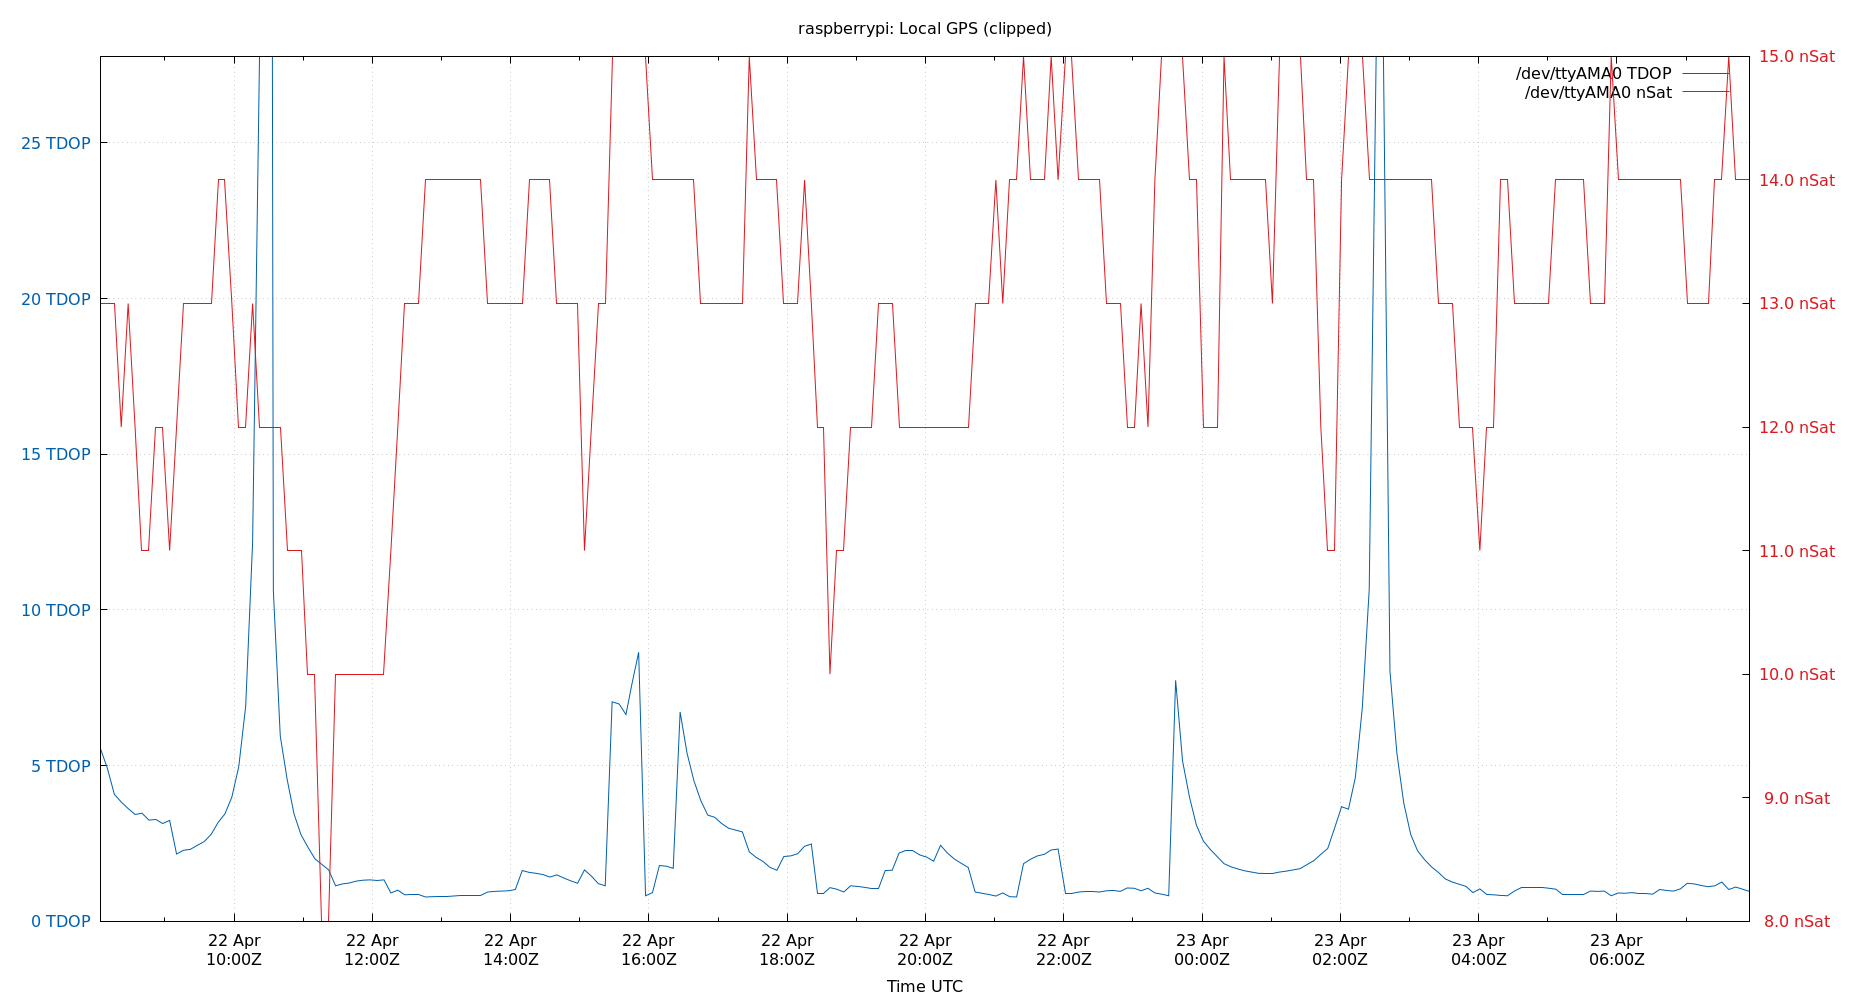 raspberrypi: Local GPS (clipped)
/dev/ttyAMA0 TDOP
/dev/ttyAMA0 nSat
25 TDOP
20 TDOP
15 TDOP
10 TDOP
5 TDOP
0 TDOP
15.0 nSat
14.0 nSat
13.0 nSat
12.0 nSat
11.0 nSat
10.0 nSat
9.0 nSat
8.0 nSat
22 Apr 22 Apr 22 Apr 22 Apr 22 Apr 22 Apr 22 Apr 23 Apr 23 Apr 23 Apr 23 Apr
10:00Z 12:00Z 14:00Z 16:00Z 18:00Z 20:00Z 22:00Z 00:00Z 02:00Z 04:00Z 06:00Z
Time UTC